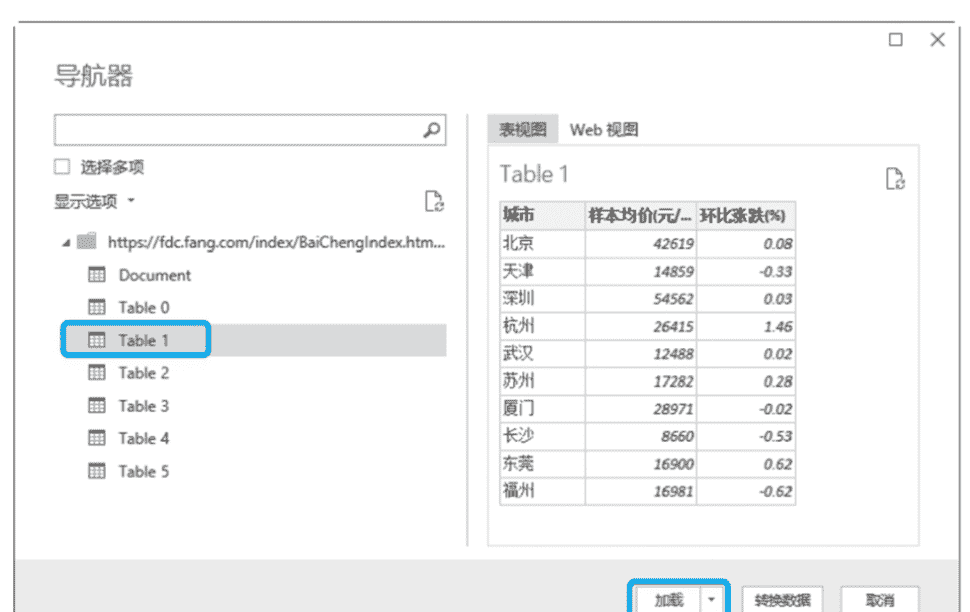 导航器
选择多项
显示选项
https://fdc.fang.com/index/BaiChengIndex.htm...
Document
Table 0
Table 1
Table 2
Table 3
Table 4
Table 5
表视图 Web 视图
Table 1
城市 样本均价(元/... 环比涨跌(%)
北京 42619 0.08
天津 14859 -0.33
深圳 54562 0.03
杭州 26415 1.46
武汉 12488 0.02
苏州 17282 0.28
厦门 28971 -0.02
长沙 8660 -0.53
东莞 16900 0.62
福州 16981 -0.62
加载 转换数据 取消